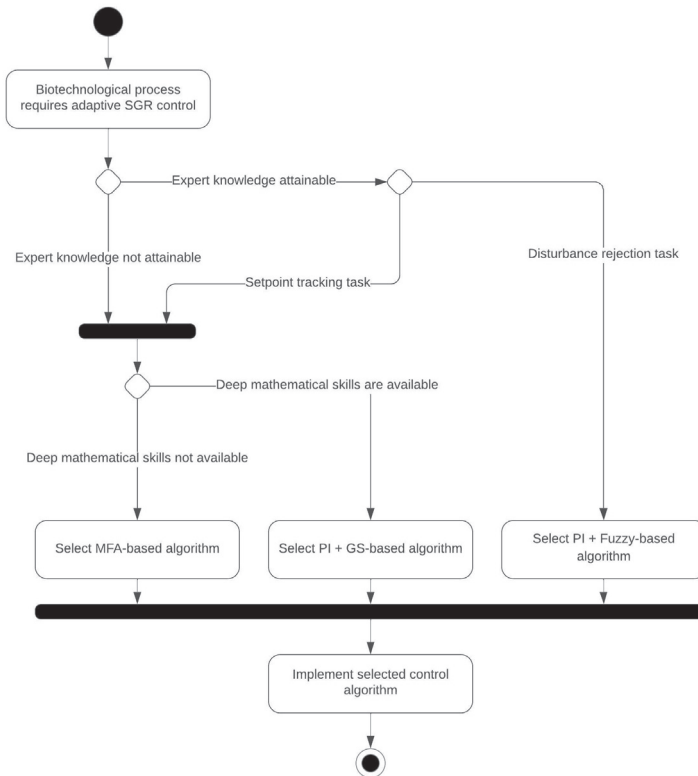 Biotechnological process
requires adaptive SGR control
Expert knowledge attainable
Expert knowledge not attainable
Disturbance rejection task
Setpoint tracking task
Deep mathematical skills are available
Deep mathematical skills not available
Select MFA-based algorithm
Select PI + GS-based algorithm
Select PI + Fuzzy-based
algorithm
Implement selected control
algorithm